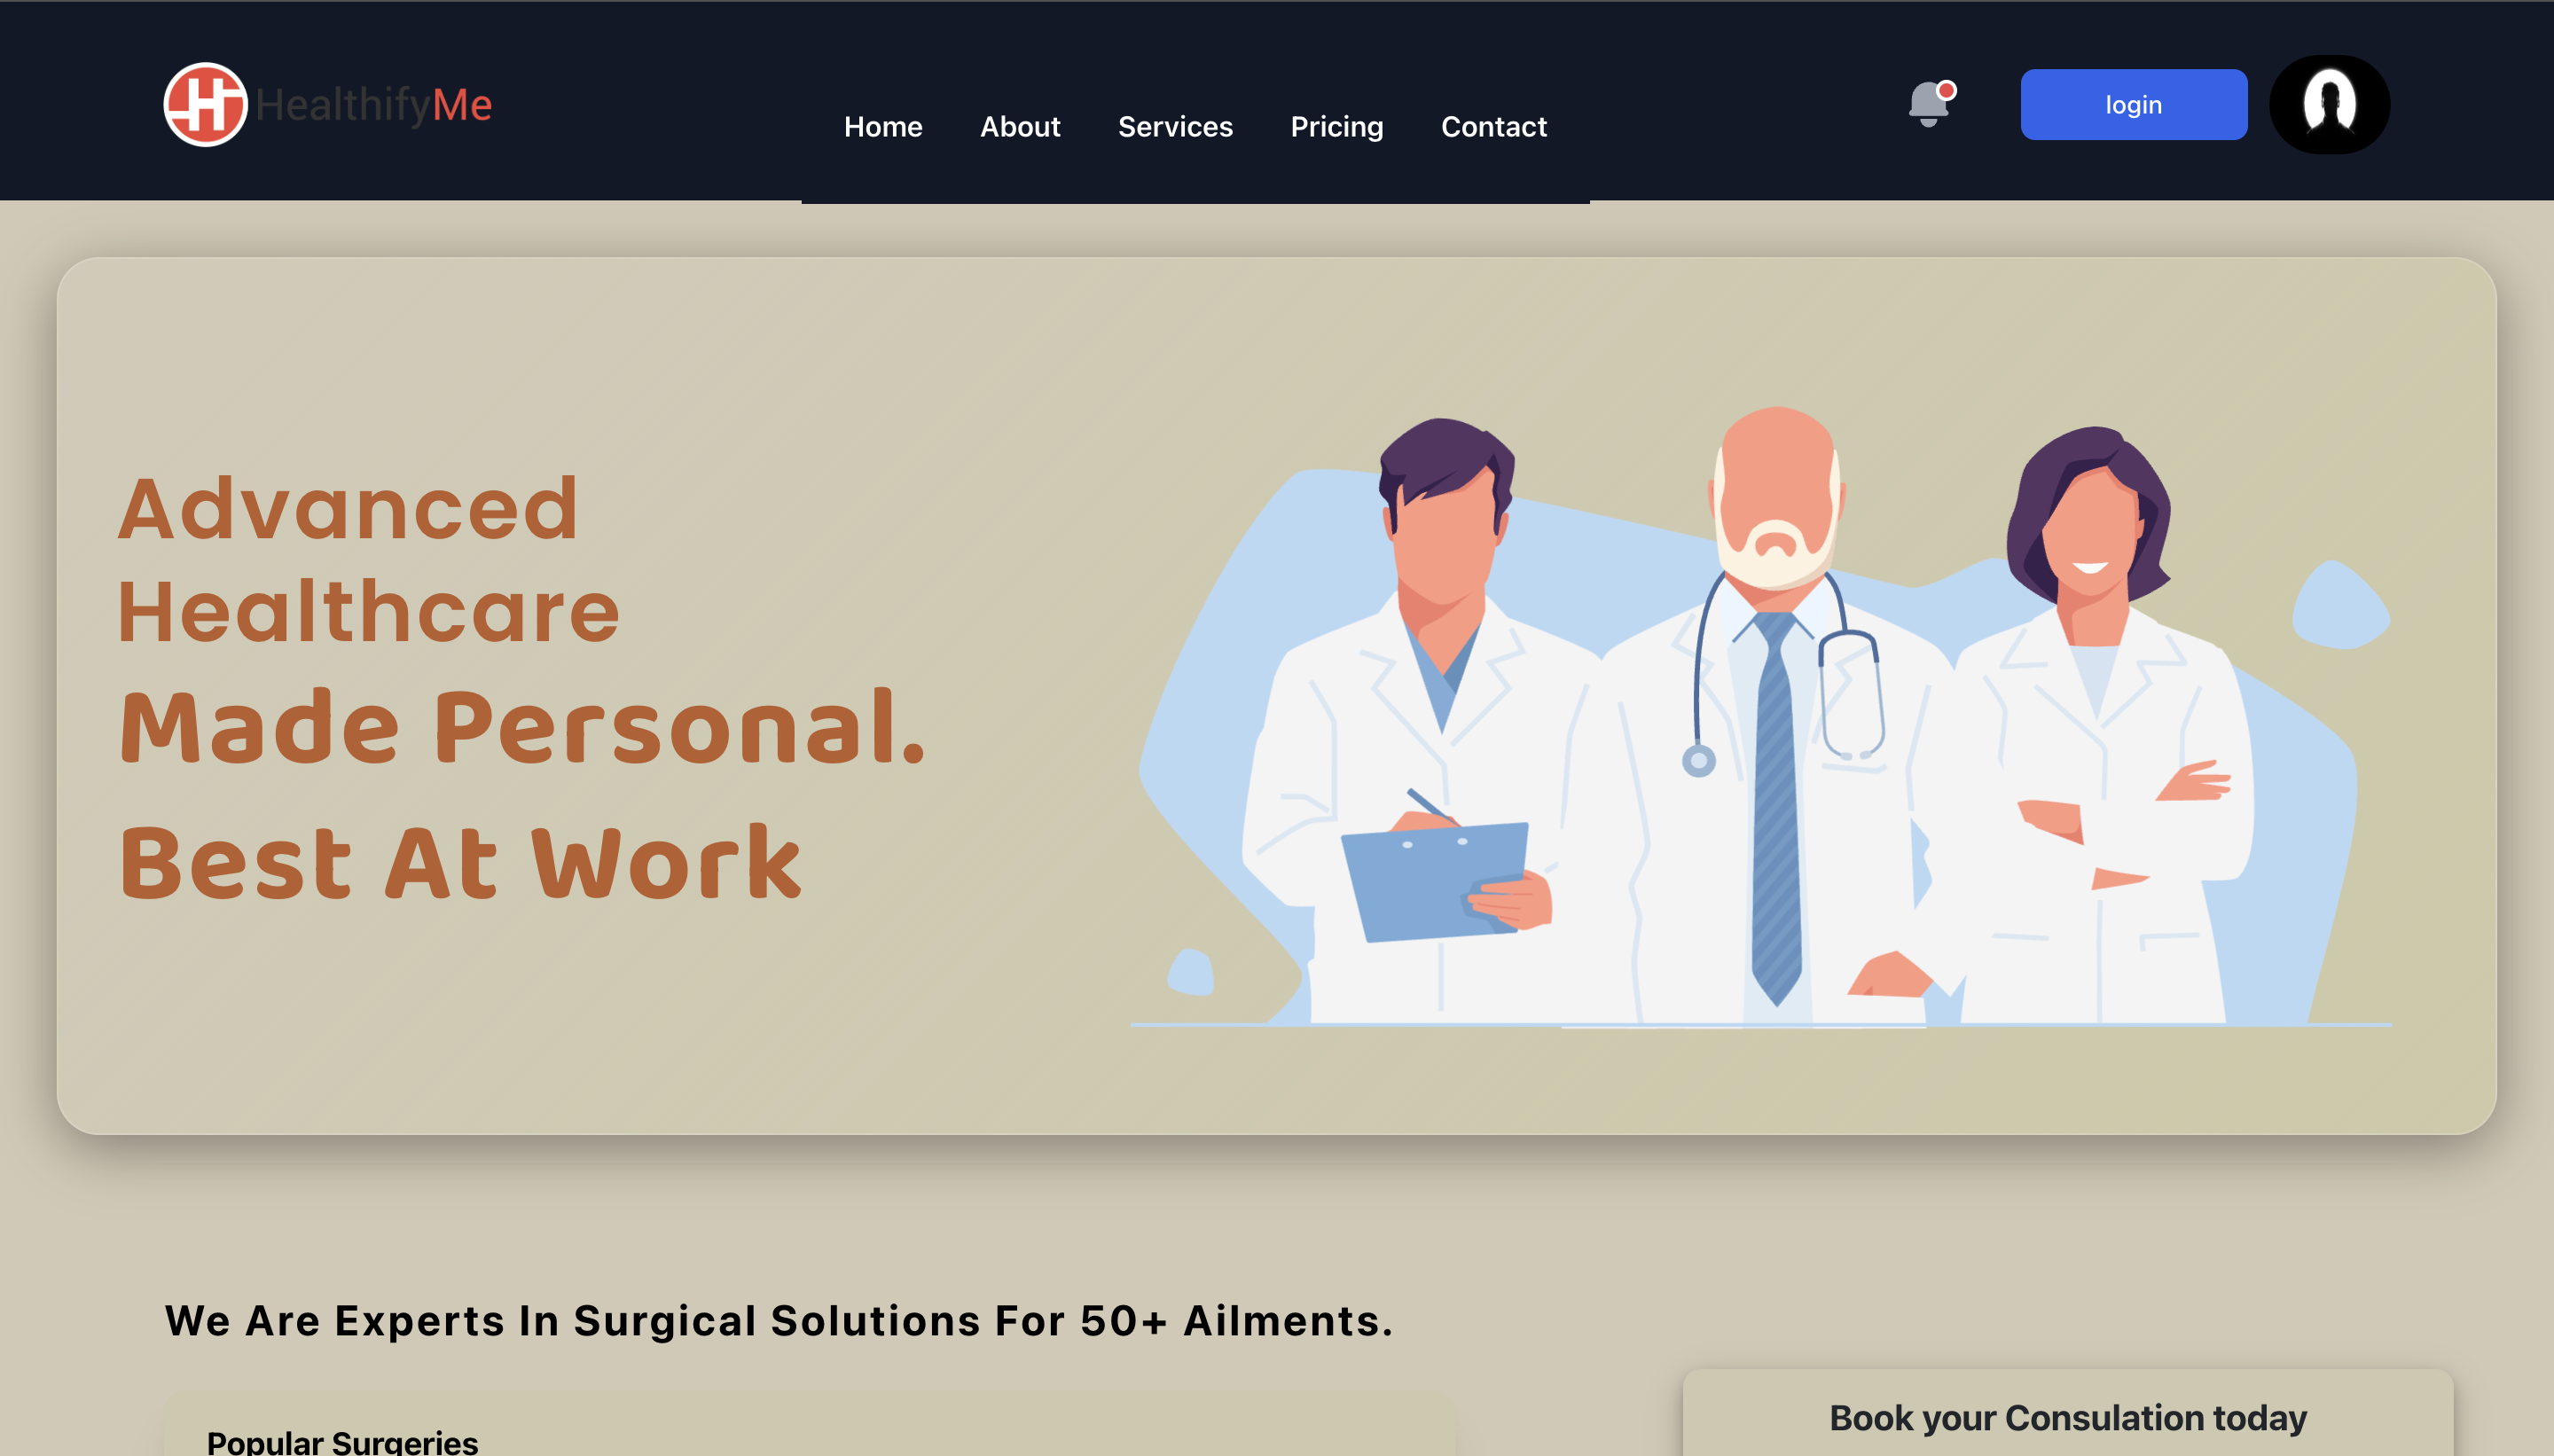 HealthifyMe
Home About Services Pricing Contact
login
Advanced
Healthcare
Made Personal.
Best At Work
We Are Experts In Surgical Solutions For 50+ Ailments.
Popular Surgeries
Book your Consulation today